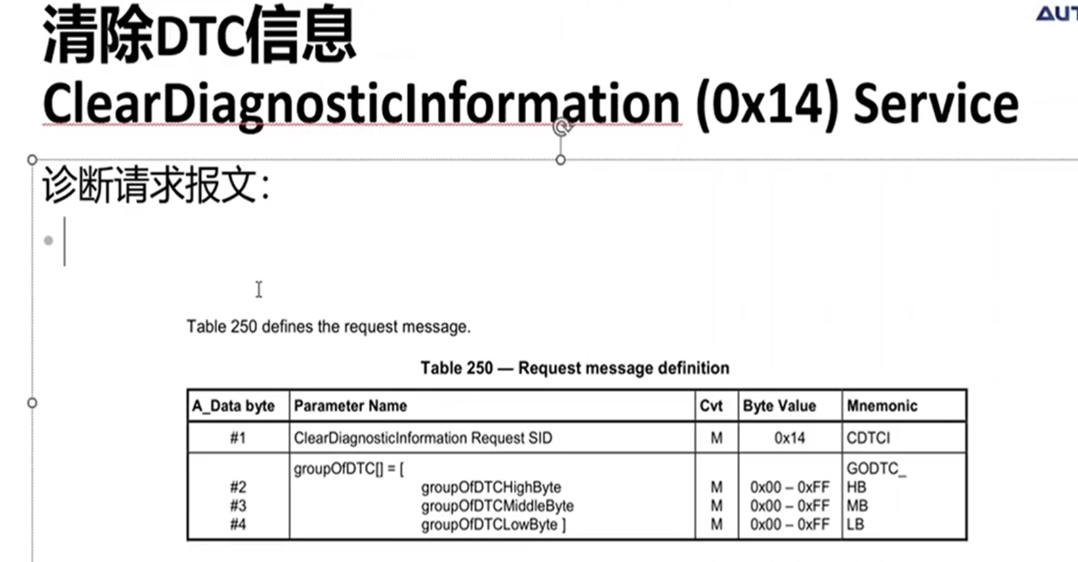 清除DTC信息
AUT
ClearDiagnosticInformation (0x14) Service
诊断请求报文：
Table 250 defines the request message.
Table 250 — Request message definition
A_Data byte Parameter Name Cvt Byte Value Mnemonic
#1 ClearDiagnosticInformation Request SID M 0x14 CDTCI
groupOfDTC[] = [ GODTC_
#2 groupOfDTCHighByte M 0x00 – 0xFF HB
#3 groupOfDTCMiddleByte M 0x00 – 0xFF MB
#4 groupOfDTCLowByte ] M 0x00 – 0xFF LB